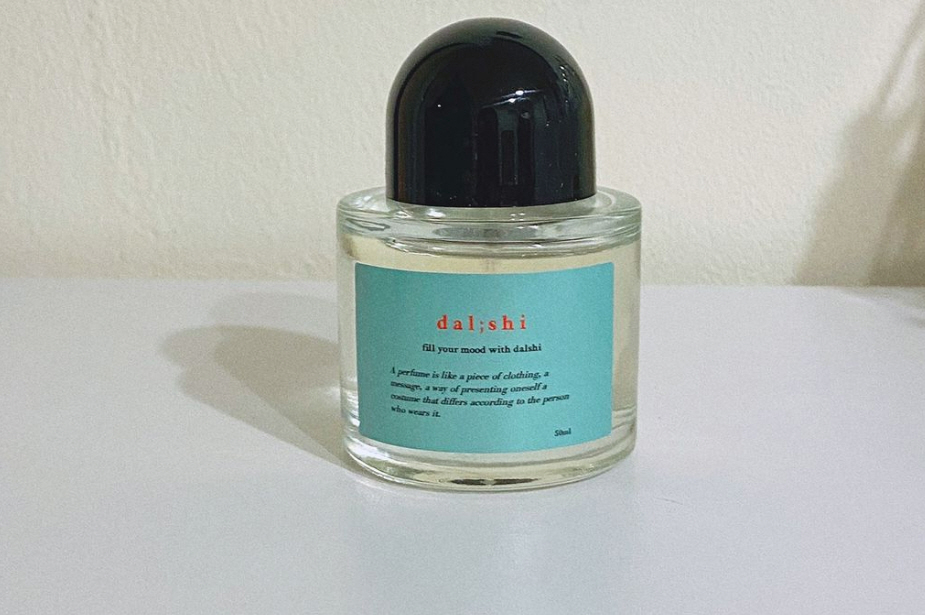 dal;shi
fill your mood with dalshi
A perfume is like a piece of clothing, a
message, a way of presenting oneself a
costume that differs according to the person
who wears it.
50ml